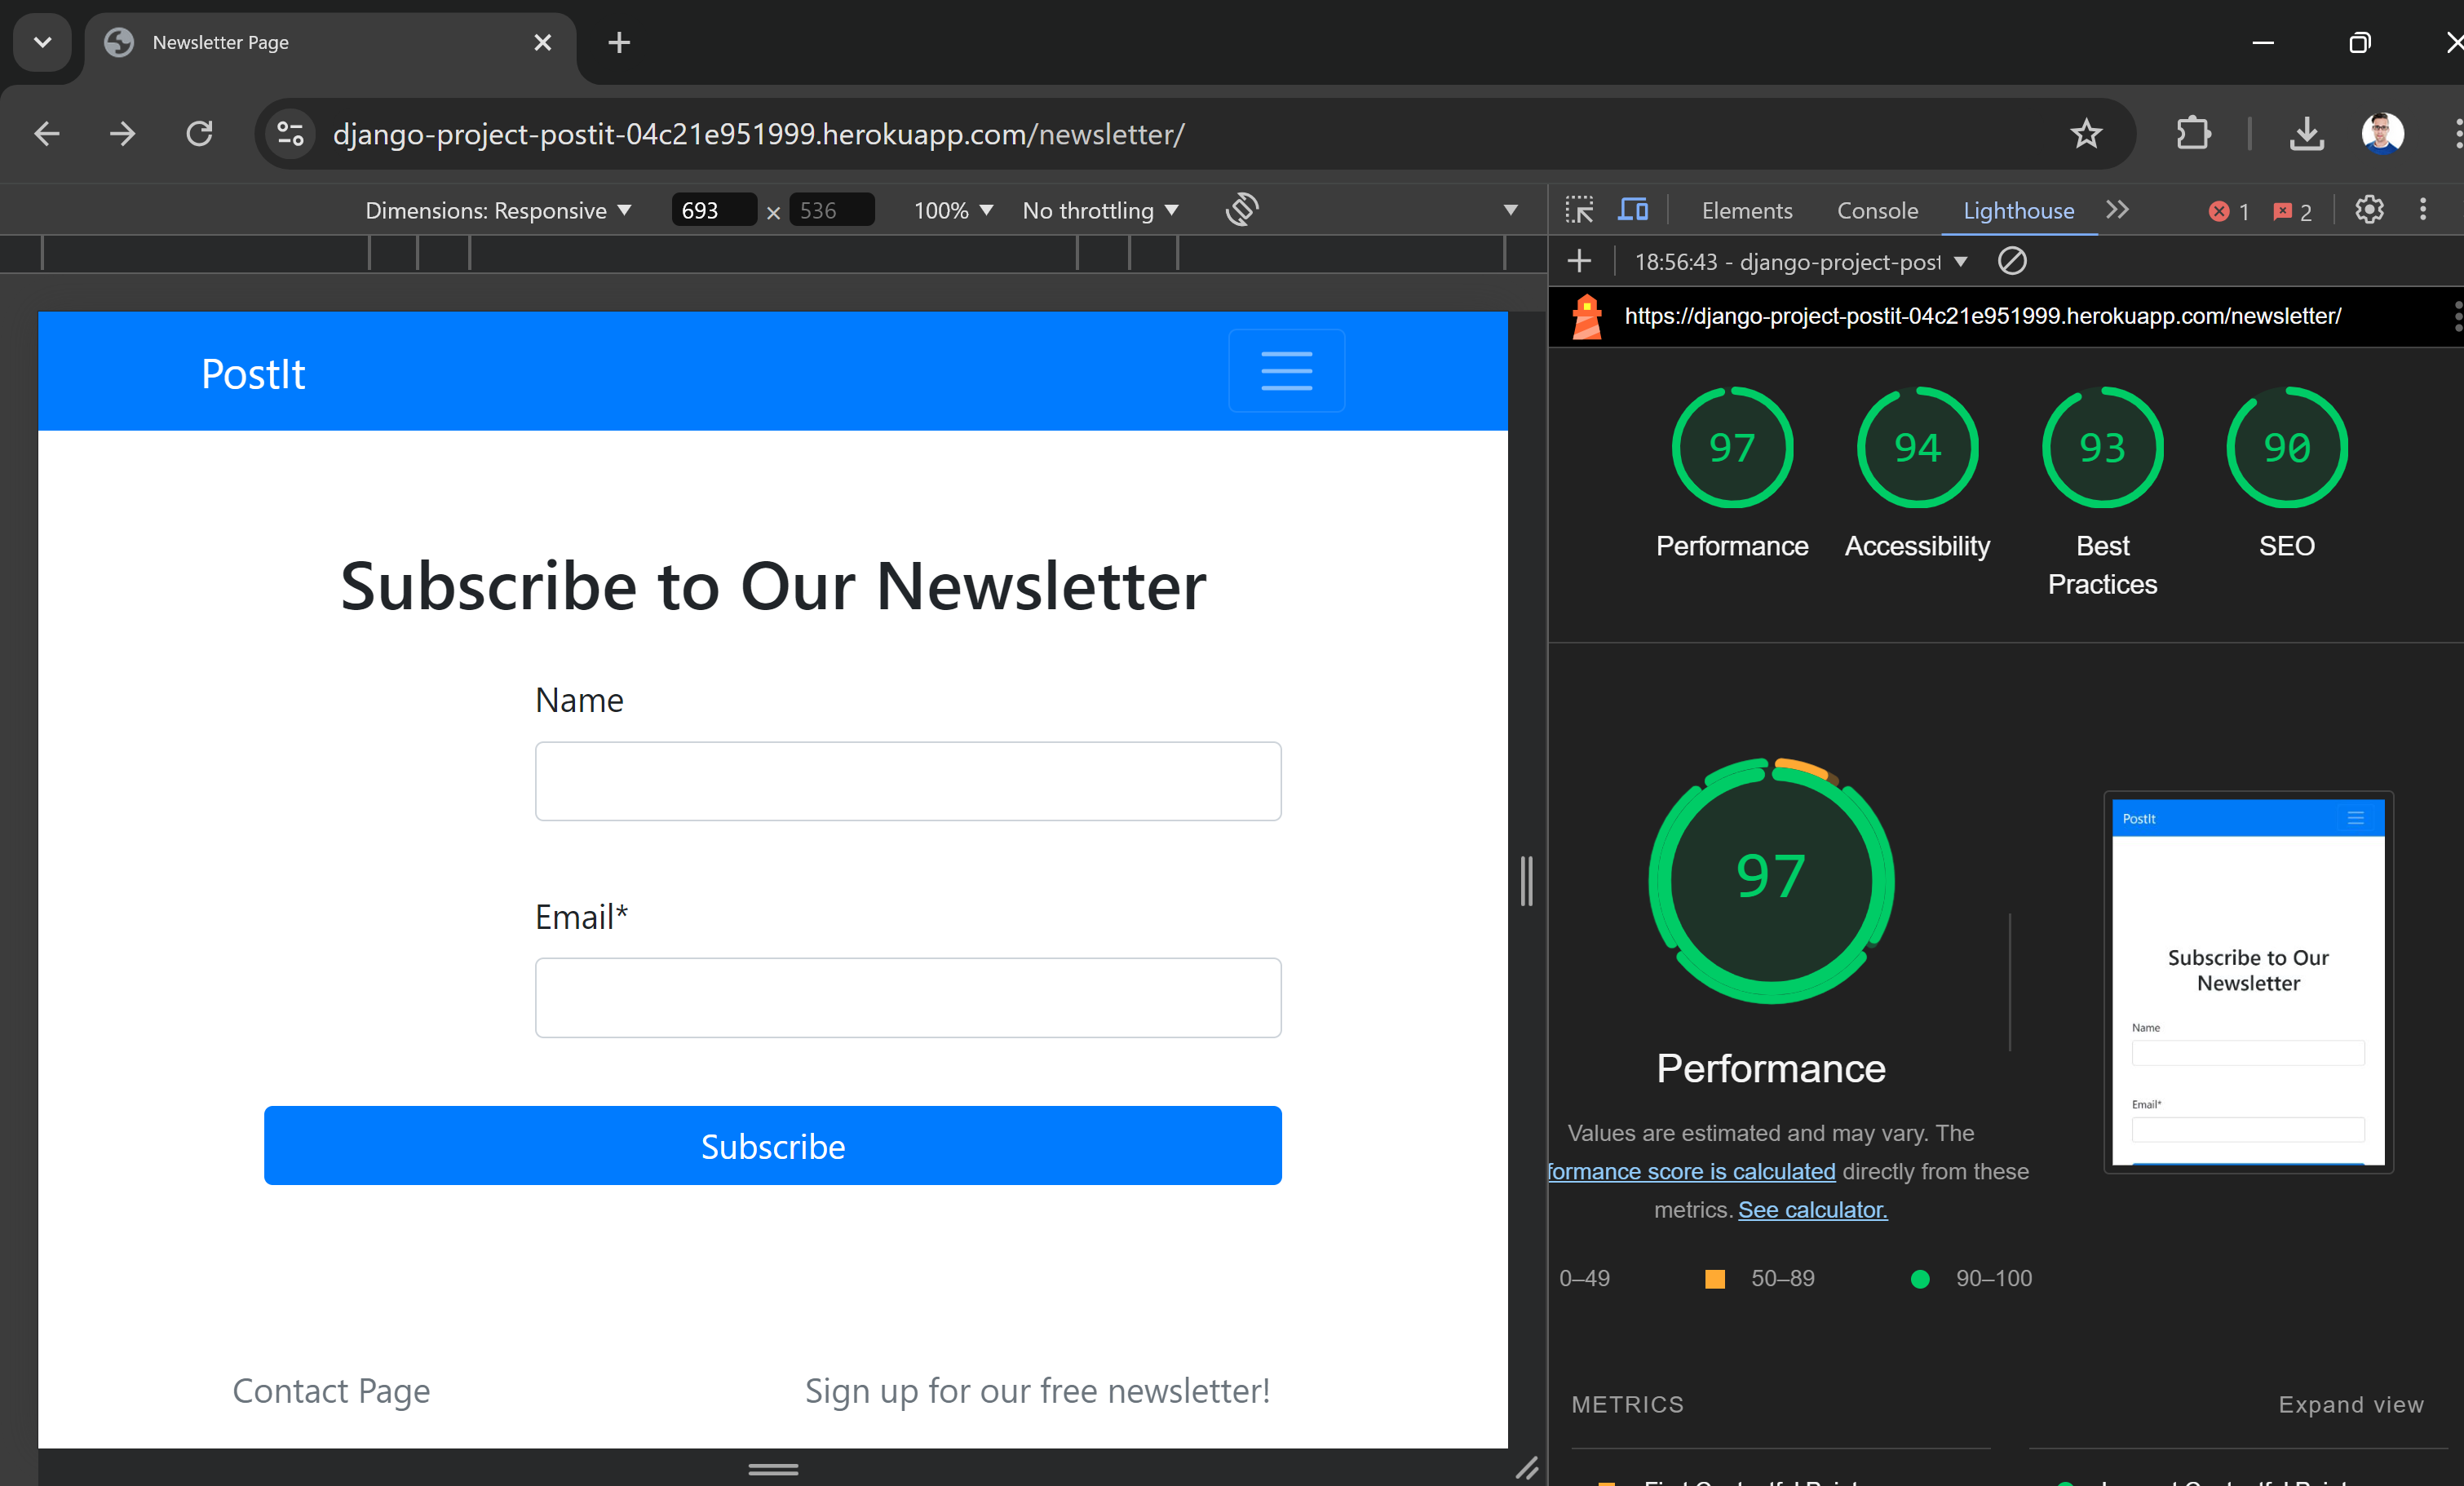 Newsletter Page
django-project-postit-04c21e951999.herokuapp.com/newsletter/
Dimensions: Responsive 693 × 536 100% No throttling
Elements Console Lighthouse 1 2
18:56:43 - django-project-post
https://django-project-postit-04c21e951999.herokuapp.com/newsletter/
PostIt
Subscribe to Our Newsletter
Name
Email*
Subscribe
Contact Page Sign up for our free newsletter!
97 94 93 90
Performance Accessibility Best Practices SEO
97
Performance
Values are estimated and may vary. The
formance score is calculated directly from these
metrics. See calculator.
0–49 50–89 90–100
PostIt
Subscribe to Our
Newsletter
Name
Email*
METRICS Expand view